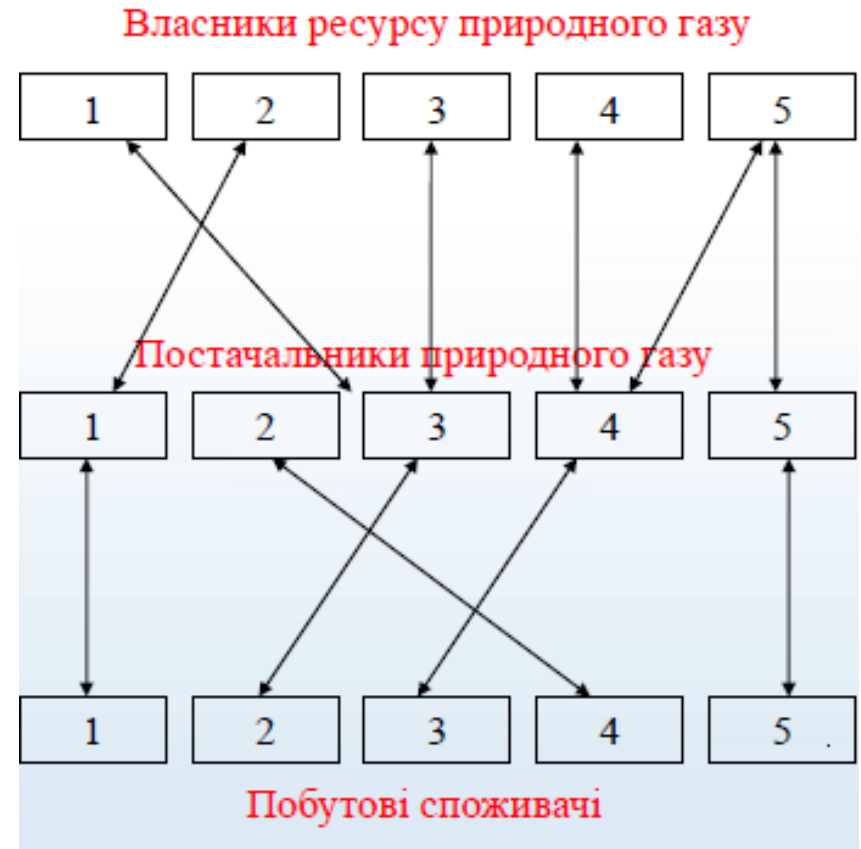 Власники ресурсу природного газу
1 2 3 4 5
Постачальники природного газу
1 2 3 4 5
1 2 3 4 5 .
Побутові споживачі